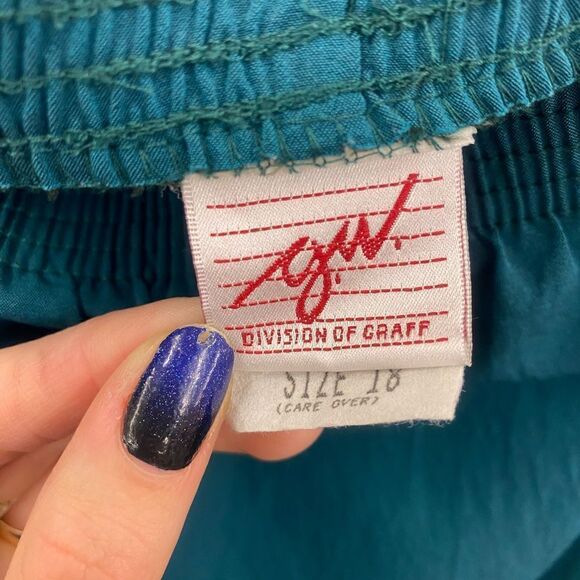 g.w.
DIVISION OF GRAFF
SIZE 18
(CARE OVER)